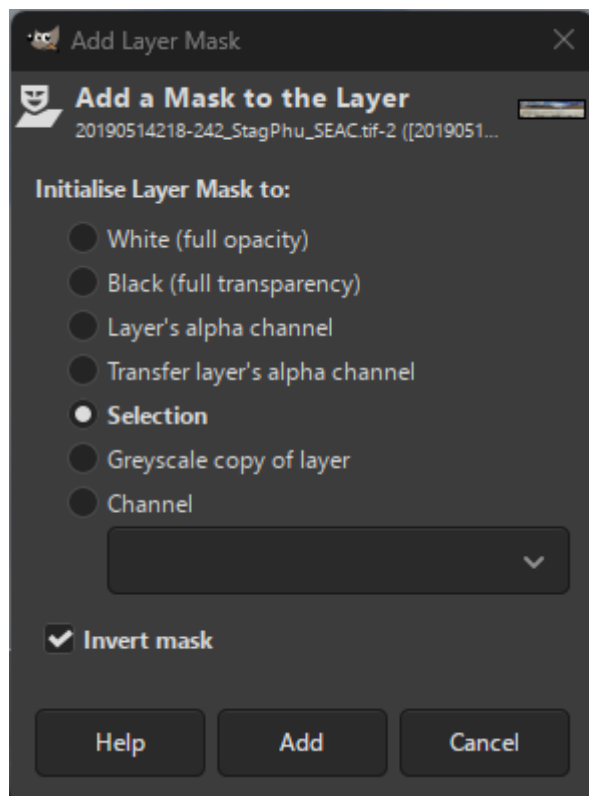 Add Layer Mask
Add a Mask to the Layer
20190514218-242_StagPhu_SEAC.tif-2 ([2019051...
Initialise Layer Mask to:
White (full opacity)
Black (full transparency)
Layer's alpha channel
Transfer layer's alpha channel
Selection
Greyscale copy of layer
Channel
Invert mask
Help Add Cancel